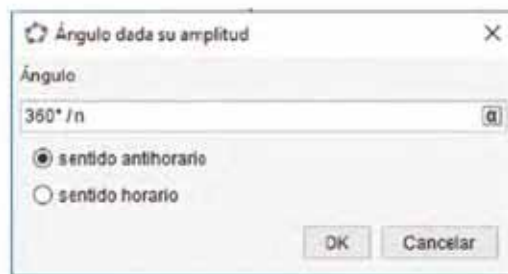 Ángulo dada su amplitud
Ángulo
360° / n
α
sentido antihorario
sentido horario
OK
Cancelar